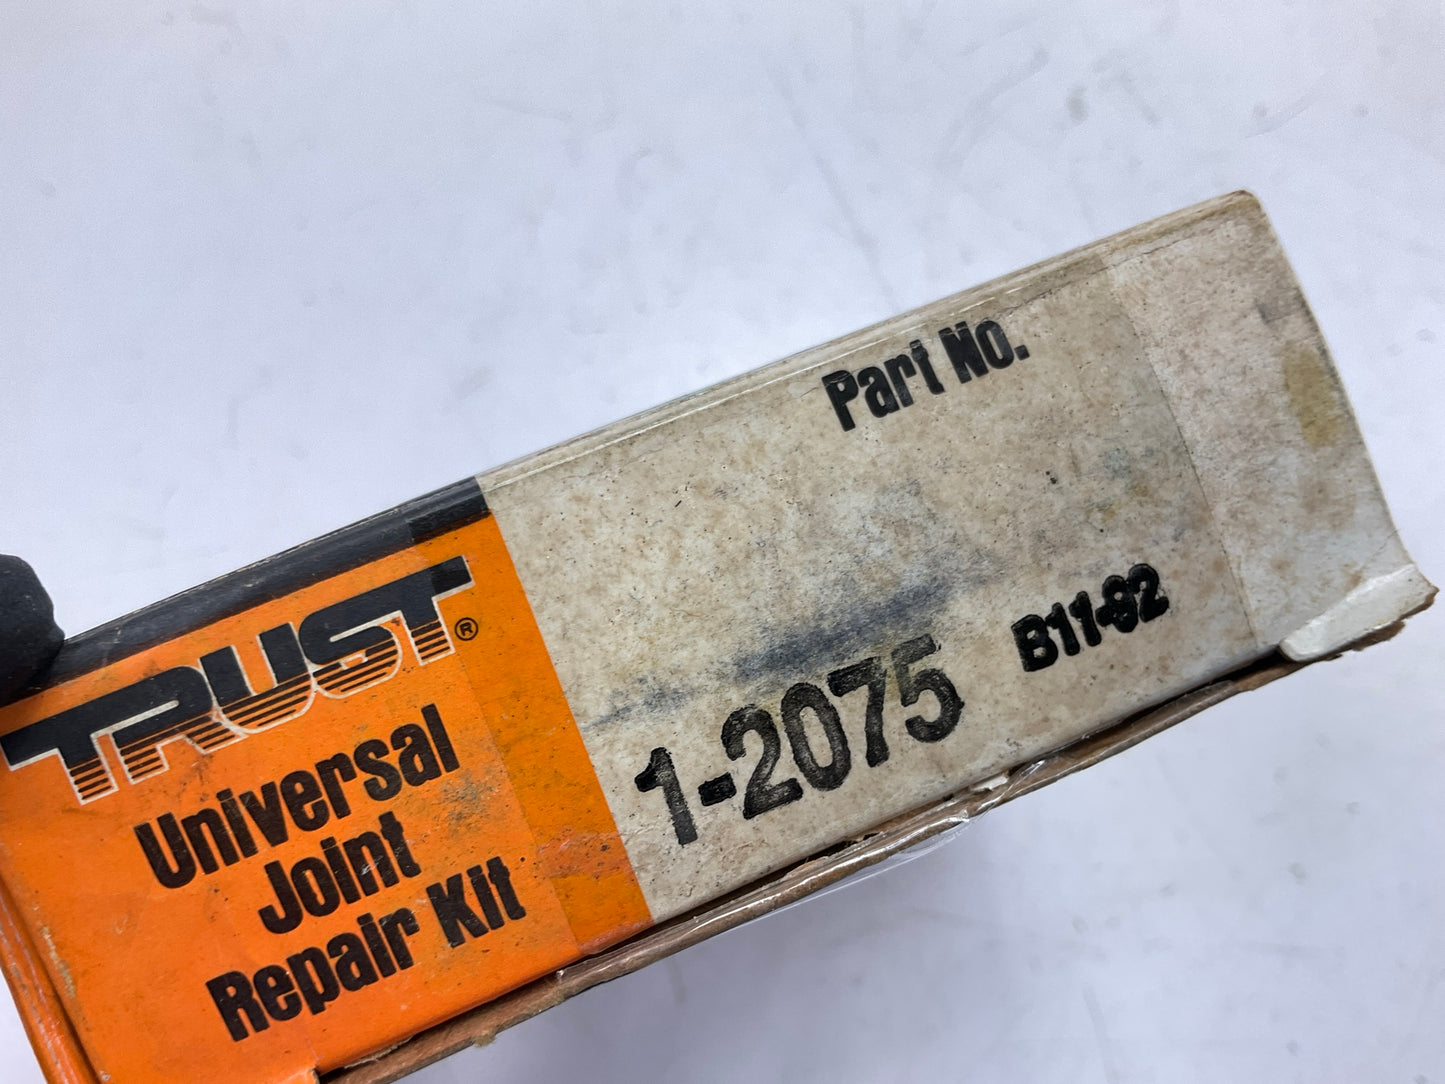 TRUST®
Universal
Joint
Repair Kit
Part No.
1-2075
B11-92